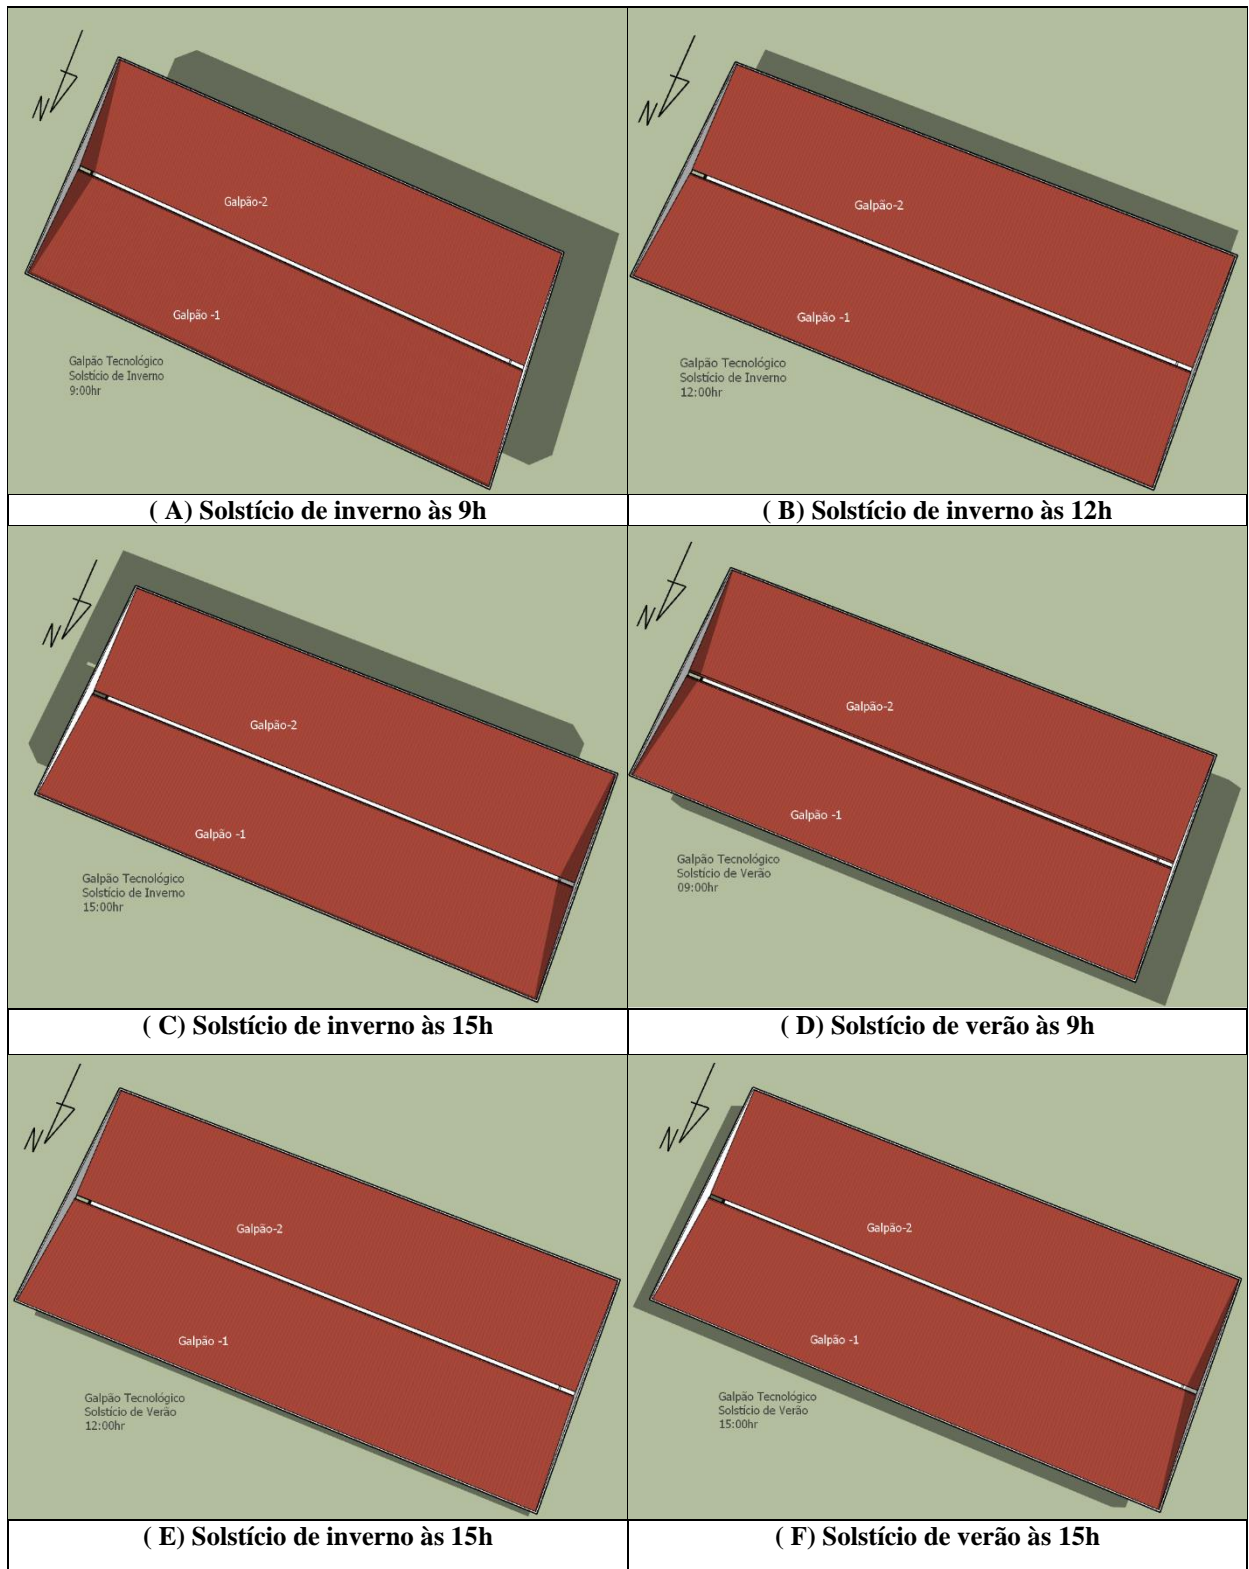 N
Galpão-2
Galpão -1
Galpão Tecnológico
Solstício de Inverno
9:00hr
( A) Solstício de inverno às 9h
N
Galpão-2
Galpão -1
Galpão Tecnológico
Solstício de Inverno
12:00hr
( B) Solstício de inverno às 12h
N
Galpão-2
Galpão -1
Galpão Tecnológico
Solstício de Inverno
15:00hr
( C) Solstício de inverno às 15h
N
Galpão-2
Galpão -1
Galpão Tecnológico
Solstício de Verão
09:00hr
( D) Solstício de verão às 9h
N
Galpão-2
Galpão -1
Galpão Tecnológico
Solstício de Verão
12:00hr
( E) Solstício de inverno às 15h
N
Galpão-2
Galpão -1
Galpão Tecnológico
Solstício de Verão
15:00hr
( F) Solstício de verão às 15h